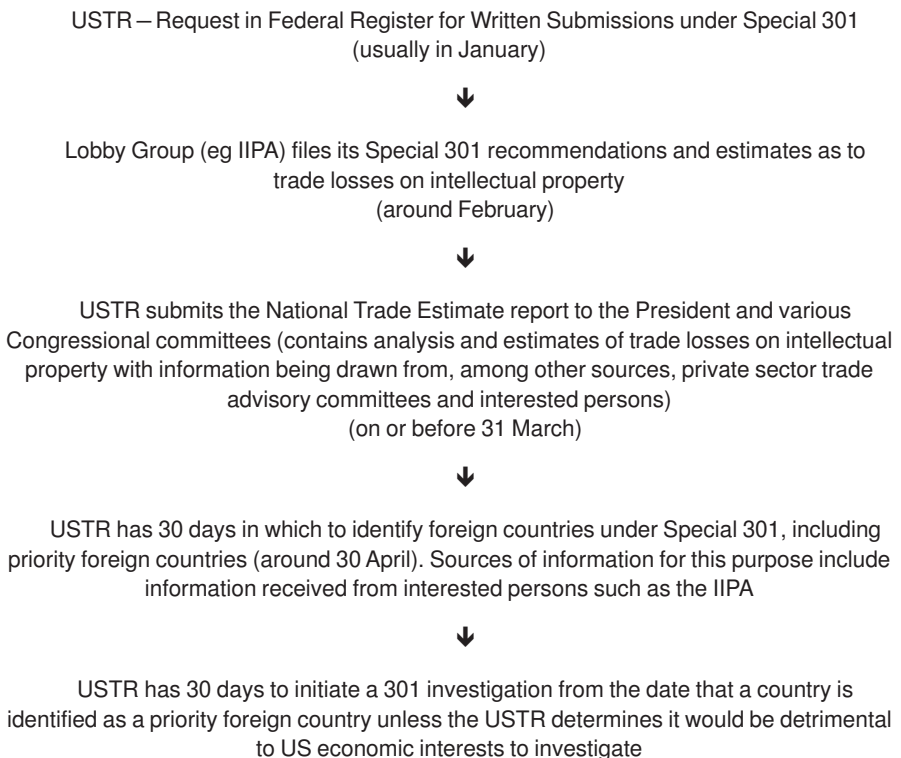 USTR – Request in Federal Register for Written Submissions under Special 301
(usually in January)
Lobby Group (eg IIPA) files its Special 301 recommendations and estimates as to
trade losses on intellectual property
(around February)
USTR submits the National Trade Estimate report to the President and various
Congressional committees (contains analysis and estimates of trade losses on intellectual
property with information being drawn from, among other sources, private sector trade
advisory committees and interested persons)
(on or before 31 March)
USTR has 30 days in which to identify foreign countries under Special 301, including
priority foreign countries (around 30 April). Sources of information for this purpose include
information received from interested persons such as the IIPA
USTR has 30 days to initiate a 301 investigation from the date that a country is
identified as a priority foreign country unless the USTR determines it would be detrimental
to US economic interests to investigate